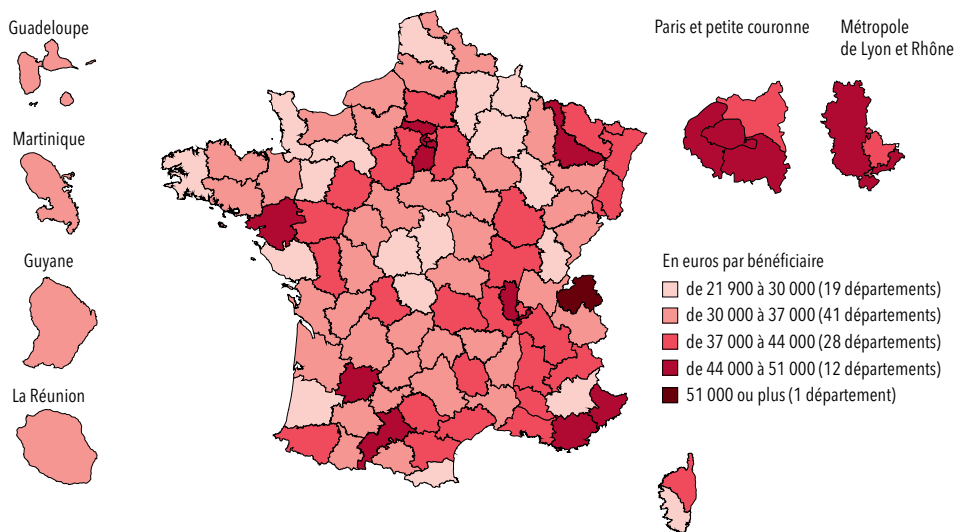 Guadeloupe
Martinique
Guyane
La Réunion
Paris et petite couronne
Métropole
de Lyon et Rhône
En euros par bénéficiaire
de 21 900 à 30 000 (19 départements)
de 30 000 à 37 000 (41 départements)
de 37 000 à 44 000 (28 départements)
de 44 000 à 51 000 (12 départements)
51 000 ou plus (1 département)